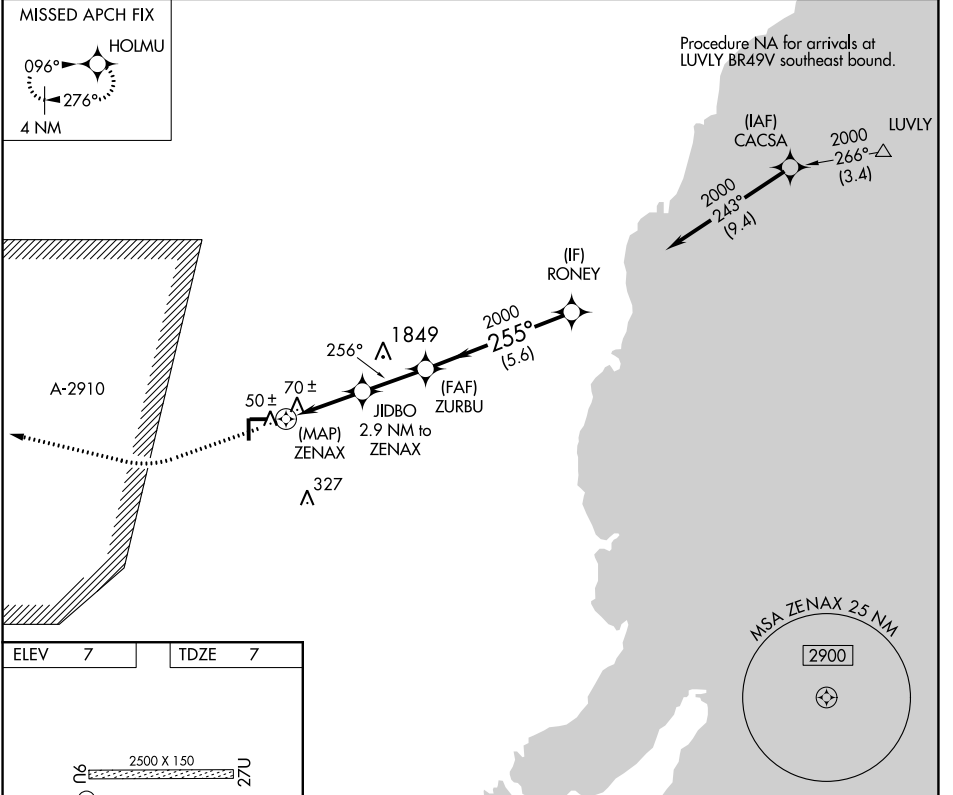 MISSED APCH FIX
HOLMU
096°
276°
4 NM
Procedure NA for arrivals at
LUVLY BR49V southeast bound.
(IAF)
CACSA
LUVLY
2000
266°
(3.4)
2000
243°
(9.4)
(IF)
RONEY
2000
255°
(5.6)
1849
256°
(FAF)
ZURBU
A-2910
50±
70±
JIDBO
2.9 NM to
ZENAX
(MAP)
ZENAX
327
MSA ZENAX 25 NM
2900
ELEV 7
TDZE 7
2500 X 150
9U
27U